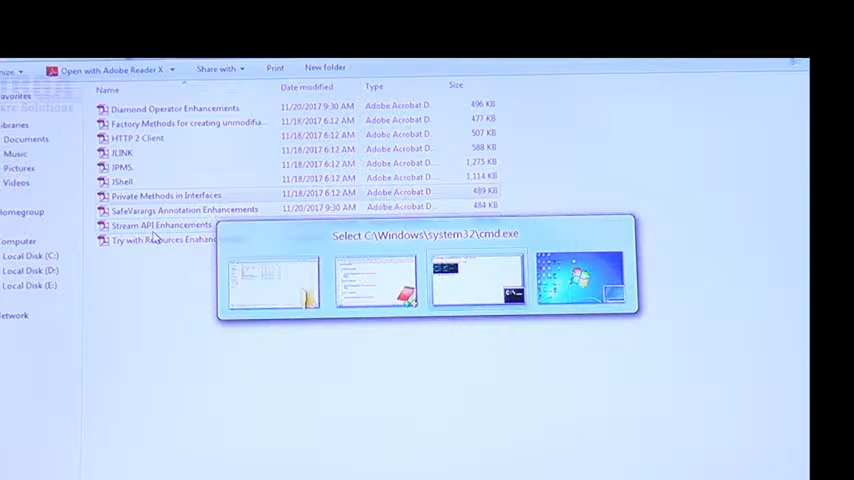 Open with Adobe Reader X Share with Print New folder
Name Date modified Type Size
Diamond Operator Enhancements 11/20/2017 9:30 AM Adobe Acrobat D... 496 KB
Factory Methods for creating unmodifia... 11/18/2017 6:12 AM Adobe Acrobat D... 477 KB
HTTP 2 Client 11/18/2017 6:12 AM Adobe Acrobat D... 507 KB
JLINK 11/18/2017 6:12 AM Adobe Acrobat D... 588 KB
JPMS. 11/18/2017 6:12 AM Adobe Acrobat D... 1,275 KB
JShell 11/18/2017 6:12 AM Adobe Acrobat D... 1,114 KB
Private Methods in Interfaces 11/18/2017 6:12 AM Adobe Acrobat D... 489 KB
SafeVarargs Annotation Enhancements 11/20/2017 9:30 AM Adobe Acrobat D... 484 KB
Stream API Enhancements
Try with Resources Enahanc
Select C:\Windows\system32\cmd.exe
avorites
are Solutions
ibraries
Documents
Music
Pictures
Videos
Homegroup
omputer
Local Disk (C:)
Local Disk (D:)
Local Disk (E:)
etwork